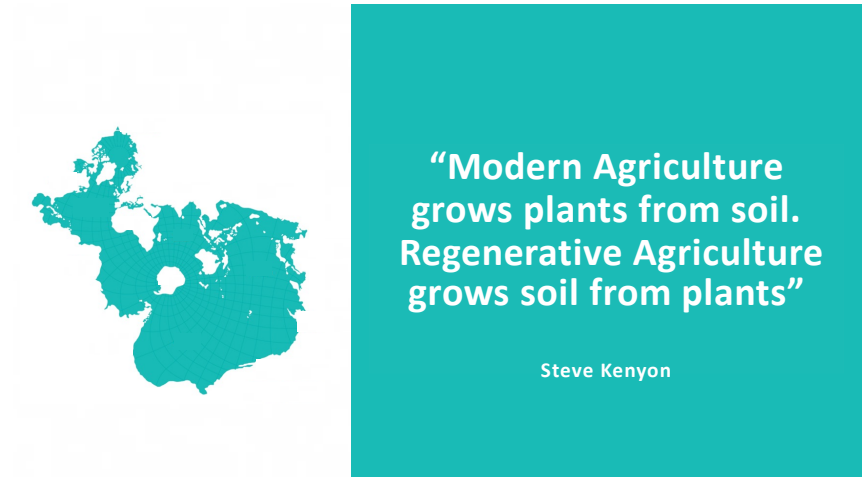 “Modern Agriculture
grows plants from soil.
Regenerative Agriculture
grows soil from plants”
Steve Kenyon